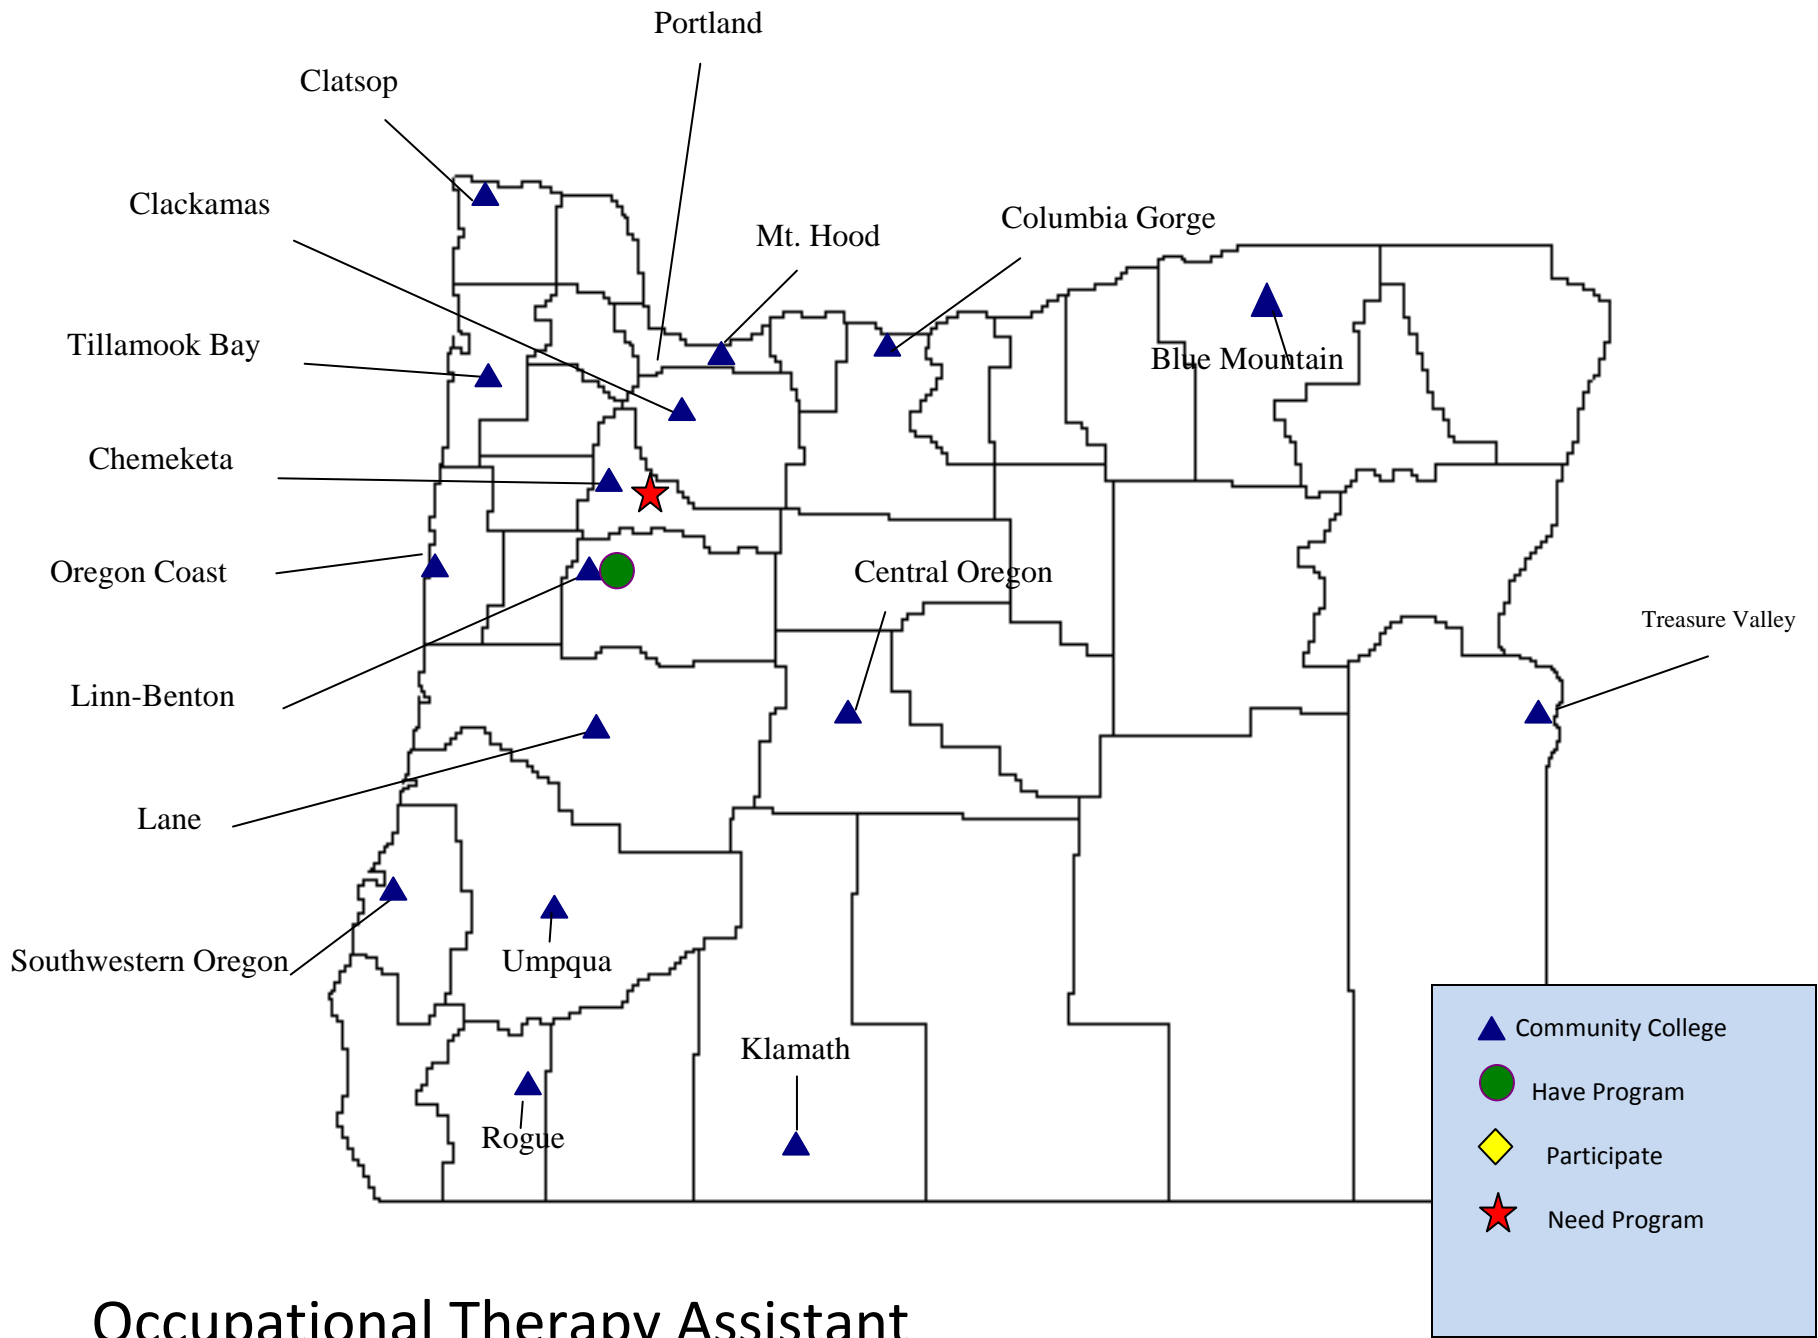 Portland
Clatsop
Clackamas
Mt. Hood
Columbia Gorge
Tillamook Bay
Blue Mountain
Chemeketa
Oregon Coast
Central Oregon
Treasure Valley
Linn-Benton
Lane
Southwestern Oregon
Umpqua
Klamath
Rogue
Community College
Have Program
Participate
Need Program
Occupational Therapy Assistant